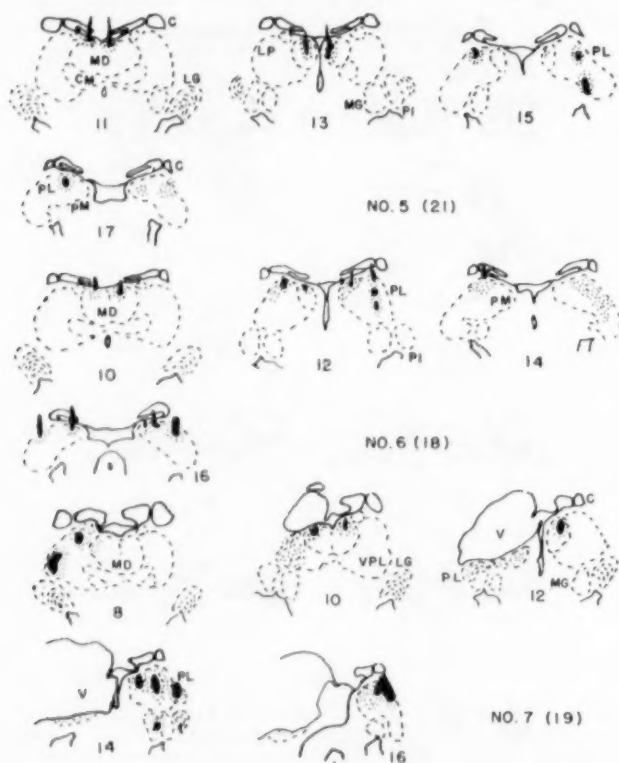 C
MD
CM
LG
11
LP
MG
PI
13
PL
15
C
PL
PM
17
NO. 5 (21)
MD
10
PL
PI
12
PM
14
16
NO. 6 (18)
MD
8
VPL
LG
10
C
V
PL
MG
12
V
PL
14
16
NO. 7 (19)